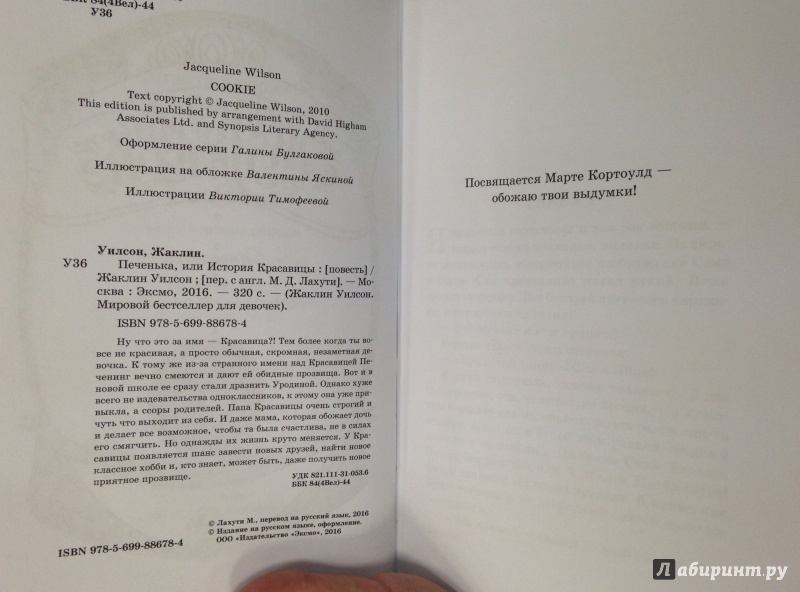 ББК 84(4Вел)-44
У36
Jacqueline Wilson
COOKIE
Text copyright © Jacqueline Wilson, 2010
This edition is published by arrangement with David Higham
Associates Ltd. and Synopsis Literary Agency.
Оформление серии Галины Булгаковой
Иллюстрация на обложке Валентины Яскиной
Иллюстрации Виктории Тимофеевой
Уилсон, Жаклин.
У36 Печенька, или История Красавицы : [повесть] /
Жаклин Уилсон ; [пер. с англ. М. Д. Лахути]. — Мо-
сква : Эксмо, 2016. — 320 с. — (Жаклин Уилсон.
Мировой бестселлер для девочек).
ISBN 978-5-699-88678-4
Ну что это за имя — Красавица?! Тем более когда ты во-
все не красивая, а просто обычная, скромная, незаметная де-
вочка. К тому же из-за странного имени над Красавицей Пе-
ченинг вечно смеются и дают ей обидные прозвища. Вот и в
новой школе ее сразу стали дразнить Уродиной. Однако хуже
всего не издевательства одноклассников, к этому она уже при-
выкла, а ссоры родителей. Папа Красавицы очень строгий и
чуть что выходит из себя. И даже мама, которая обожает дочь
и делает все возможное, чтобы та была счастлива, не в силах
его смягчить. Но однажды их жизнь круто меняется. У Кра-
савицы появляется шанс завести новых друзей, найти новое
классное хобби и, кто знает, может быть, даже получить новое
приятное прозвище.
УДК 821.111-31-053.6
ББК 84(4Вел)-44
© Лахути М., перевод на русский язык, 2016
© Издание на русском языке, оформление.
ООО «Издательство «Эксмо», 2016
ISBN 978-5-699-88678-4
Посвящается Марте Кортоулд —
обожаю твои выдумки!
Лабиринт.ру